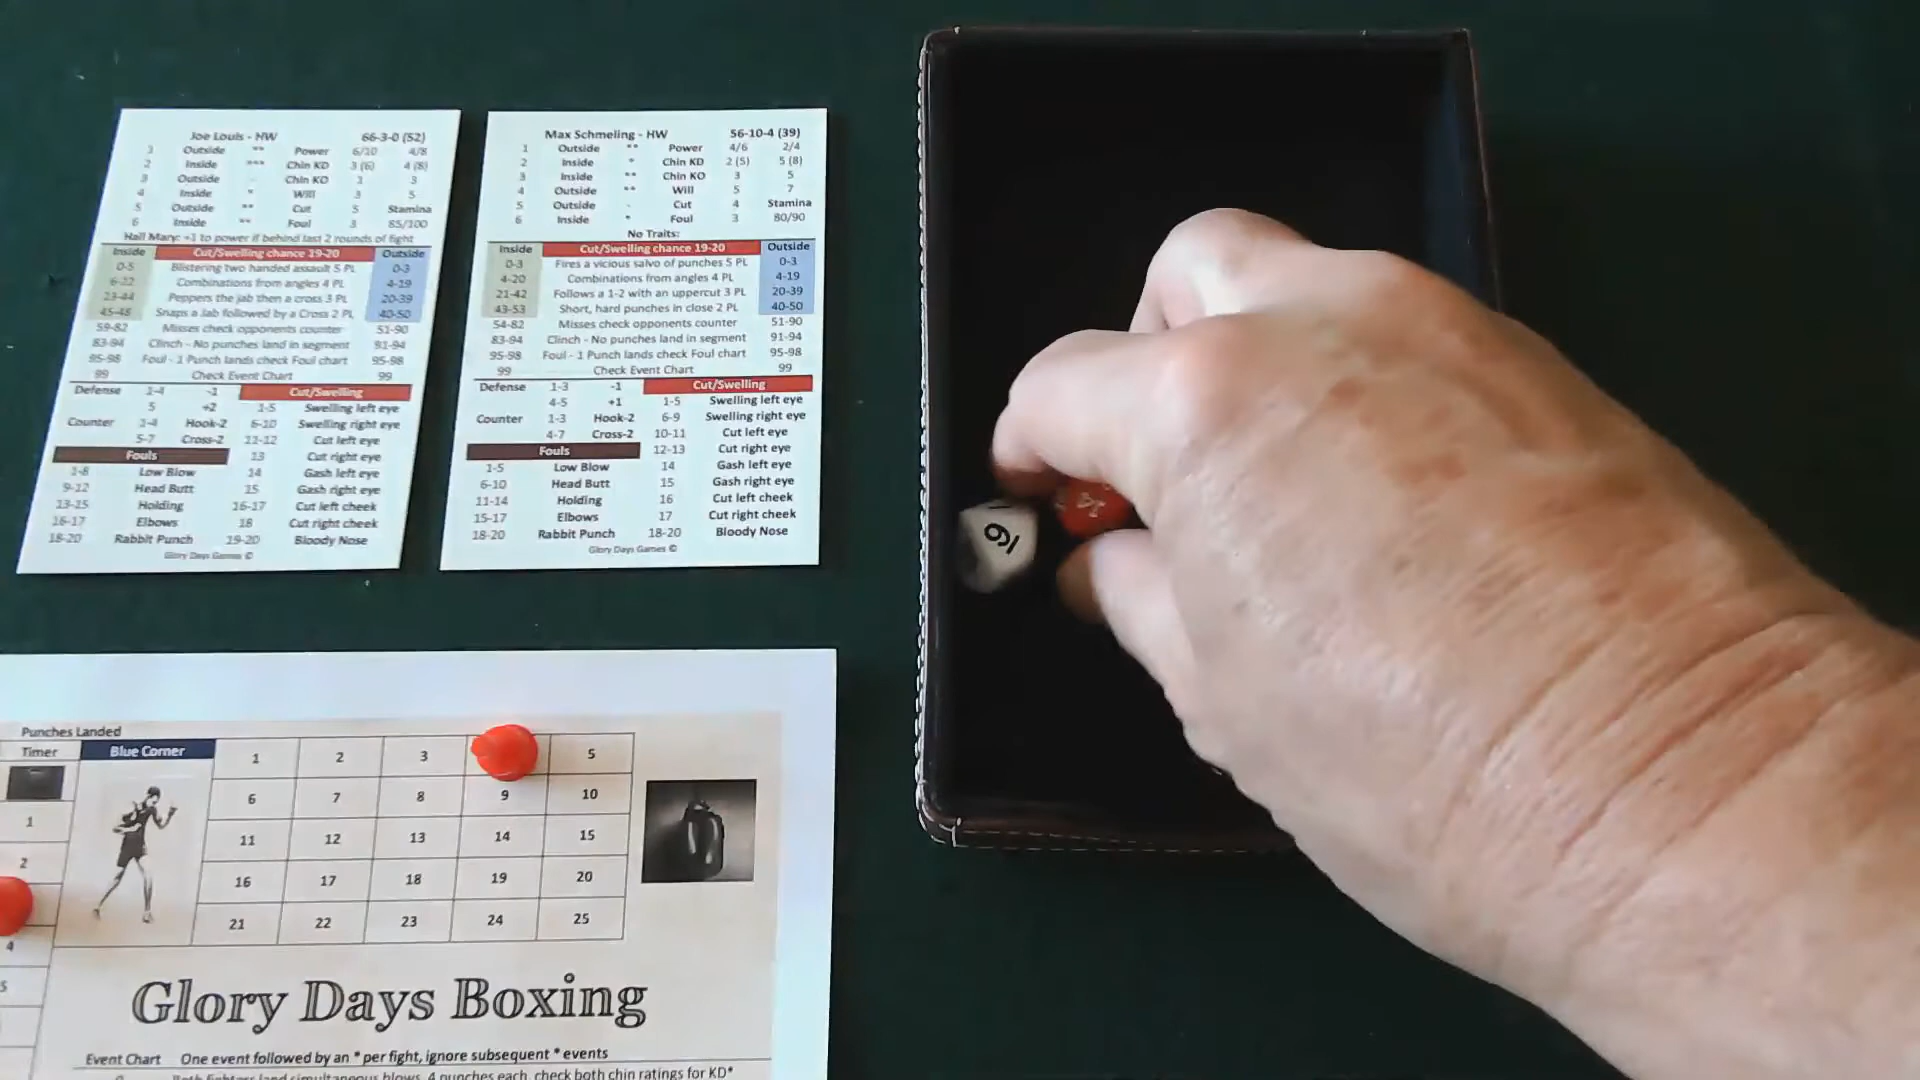 Joe Louis - HW 66-3-0 (52)
1 Outside ** Power 6/10 4/8
2 Inside *** Chin KD 3 (6) 4 (8)
3 Outside - Chin KO 3
4 Inside * Will 3 5
5 Outside ** Cut 5 Stamina
6 Inside ** Foul 3 85/100
Hail Mary: +1 to power if behind last 2 rounds of fight
Inside Cut/Swelling chance 19-20 Outside
0-5 Blistering two handed assault 5 PL 0-3
6-22 Combinations from angles 4 PL 4-19
23-44 Peppers the jab then a cross 3 PL 20-39
45-48 Snaps a Jab followed by a Cross 2 PL 40-50
59-82 Misses check opponents counter 51-90
83-94 Clinch - No punches land in segment 91-94
95-98 Foul - 1 Punch lands check Foul chart 95-98
99 Check Event Chart 99
Defense 1-4 -1 Cut/Swelling
5 +2 1-5 Swelling left eye
Counter 1-4 Hook-2 6-10 Swelling right eye
5-7 Cross-2 11-12 Cut left eye
Fouls 13 Cut right eye
1-8 Low Blow 14 Gash left eye
9-12 Head Butt 15 Gash right eye
13-15 Holding 16-17 Cut left cheek
16-17 Elbows 18 Cut right cheek
18-20 Rabbit Punch 19-20 Bloody Nose
Glory Days Games ©
Max Schmeling - HW 56-10-4 (39)
1 Outside ** Power 4/6 2/4
2 Inside * Chin KD 2 (5) 5 (8)
3 Inside ** Chin KO 3 5
4 Outside ** Will 5 7
5 Outside - Cut 4 Stamina
6 Inside * Foul 3 80/90
No Traits:
Inside Cut/Swelling chance 19-20 Outside
0-3 Fires a vicious salvo of punches 5 PL 0-3
4-20 Combinations from angles 4 PL 4-19
21-42 Follows a 1-2 with an uppercut 3 PL 20-39
43-53 Short, hard punches in close 2 PL 40-50
54-82 Misses check opponents counter 51-90
83-94 Clinch - No punches land in segment 91-94
95-98 Foul - 1 Punch lands check Foul chart 95-98
99 Check Event Chart 99
Defense 1-3 -1 Cut/Swelling
4-5 +1 1-5 Swelling left eye
Counter 1-3 Hook-2 6-9 Swelling right eye
4-7 Cross-2 10-11 Cut left eye
Fouls 12-13 Cut right eye
1-5 Low Blow 14 Gash left eye
6-10 Head Butt 15 Gash right eye
11-14 Holding 16 Cut left cheek
15-17 Elbows 17 Cut right cheek
18-20 Rabbit Punch 18-20 Bloody Nose
Glory Days Games ©
Punches Landed
Timer Blue Corner 1 2 3 5
6 7 8 9 10
1 11 12 13 14 15
2 16 17 18 19 20
21 22 23 24 25
4
5
Glory Days Boxing
Event Chart One event followed by an * per fight, ignore subsequent * events
0 Both fighters land simultaneous blows, 4 punches each, check both chin ratings for KD*